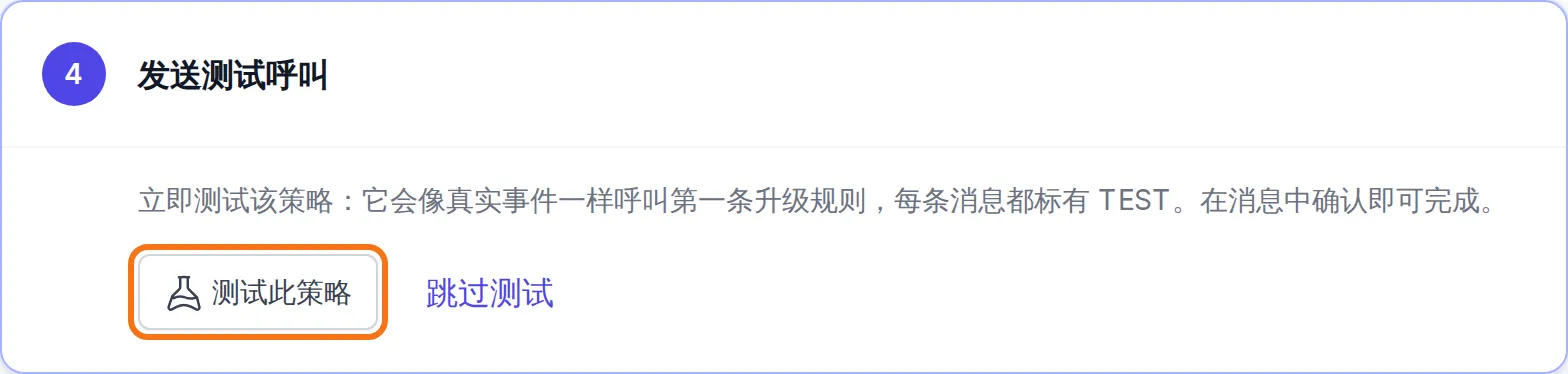 4
发送测试呼叫
立即测试该策略：它会像真实事件一样呼叫第一条升级规则，每条消息都标有 TEST。在消息中确认即可完成。
测试此策略
跳过测试